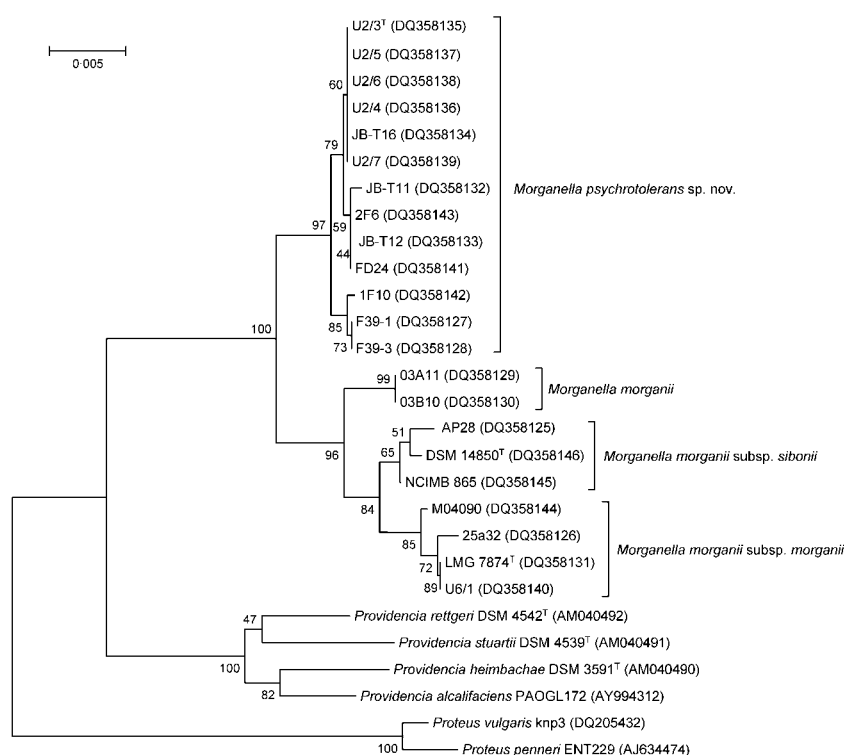 U2/3ᵀ (DQ358135)
0·005
U2/5 (DQ358137)
U2/6 (DQ358138)
60
U2/4 (DQ358136)
JB-T16 (DQ358134)
79
U2/7 (DQ358139)
JB-T11 (DQ358132)
Morganella psychrotolerans sp. nov.
2F6 (DQ358143)
97
59
JB-T12 (DQ358133)
44
FD24 (DQ358141)
1F10 (DQ358142)
100
85
F39-1 (DQ358127)
73
F39-3 (DQ358128)
99
03A11 (DQ358129)
Morganella morganii
03B10 (DQ358130)
51
AP28 (DQ358125)
96
65
DSM 14850ᵀ (DQ358146)
Morganella morganii subsp. sibonii
NCIMB 865 (DQ358145)
84
M04090 (DQ358144)
85
25a32 (DQ358126)
Morganella morganii subsp. morganii
72
LMG 7874ᵀ (DQ358131)
89
U6/1 (DQ358140)
47
Providencia rettgeri DSM 4542ᵀ (AM040492)
Providencia stuartii DSM 4539ᵀ (AM040491)
100
Providencia heimbachae DSM 3591ᵀ (AM040490)
82
Providencia alcalifaciens PAOGL172 (AY994312)
Proteus vulgaris knp3 (DQ205432)
100
Proteus penneri ENT229 (AJ634474)